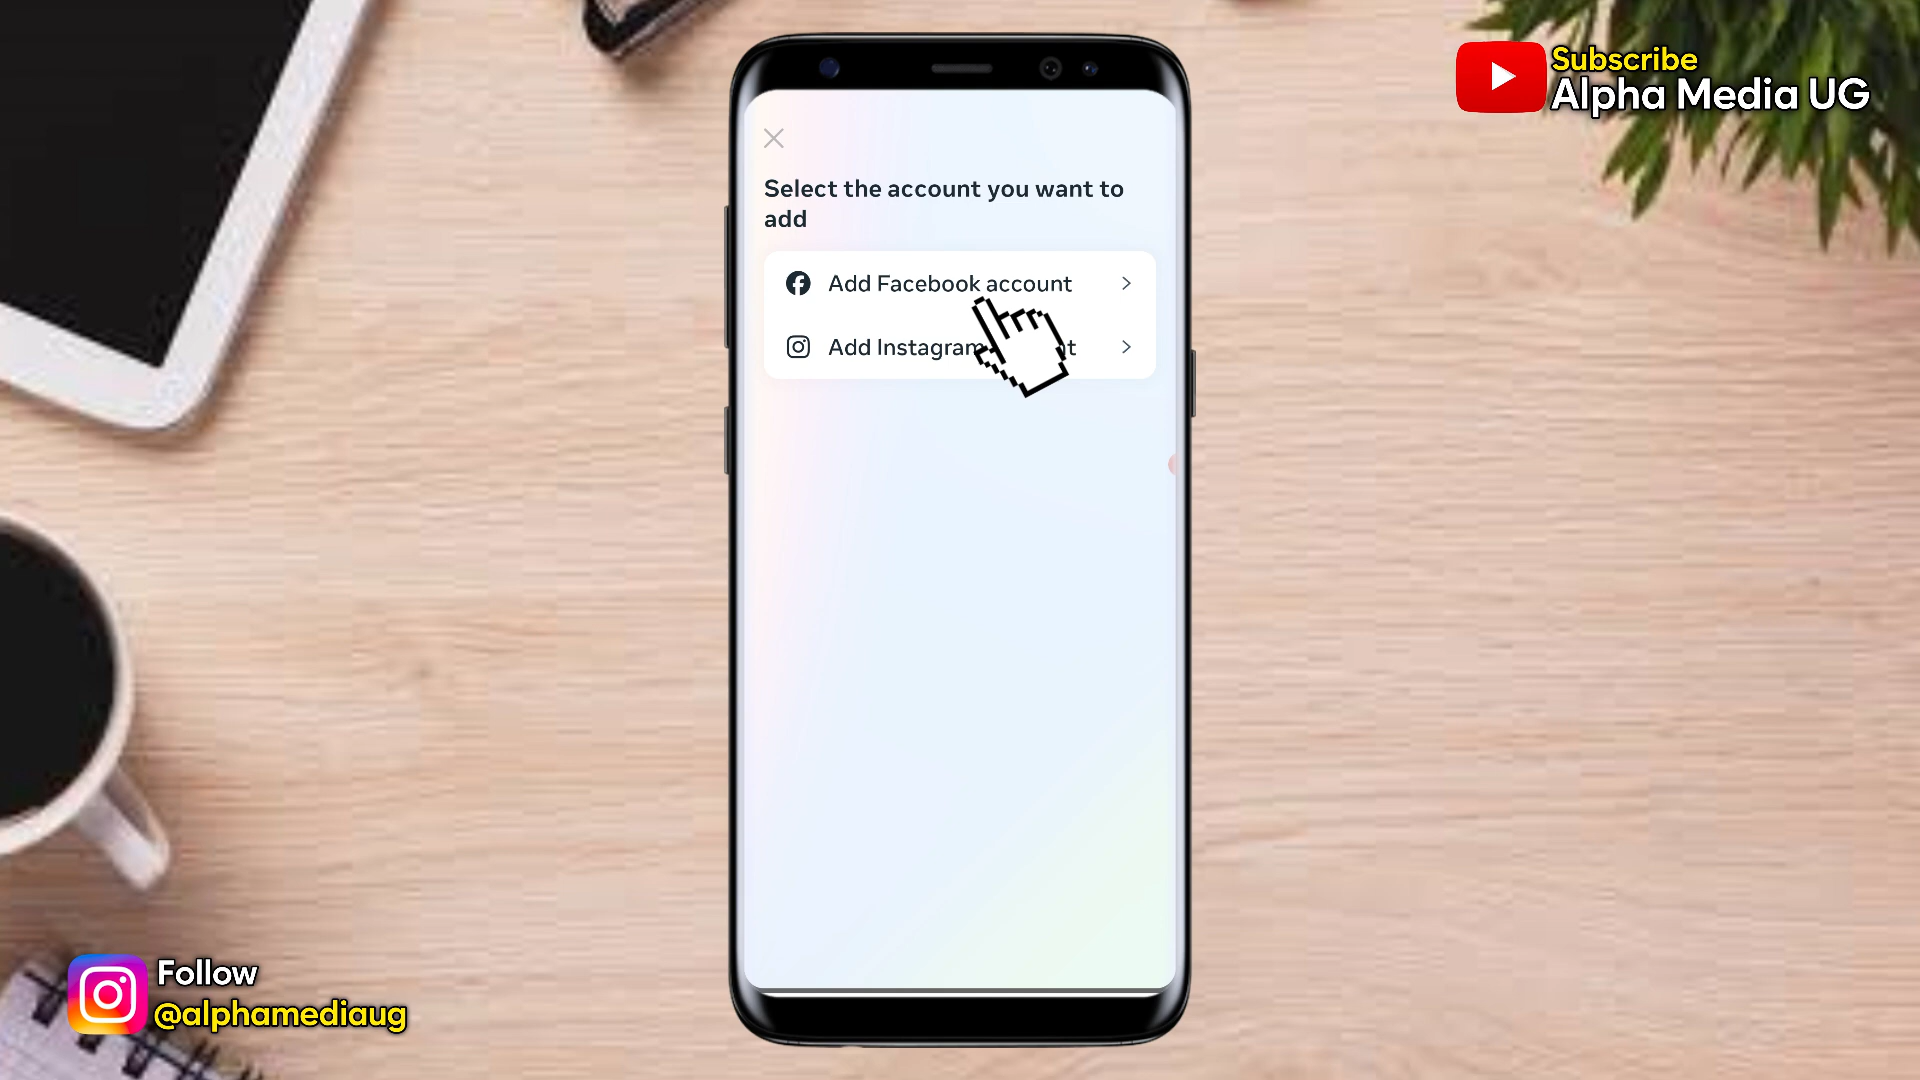 Subscribe
Alpha Media UG
Select the account you want to
add
Add Facebook account
Add Instagram
Follow
@alphamediaug